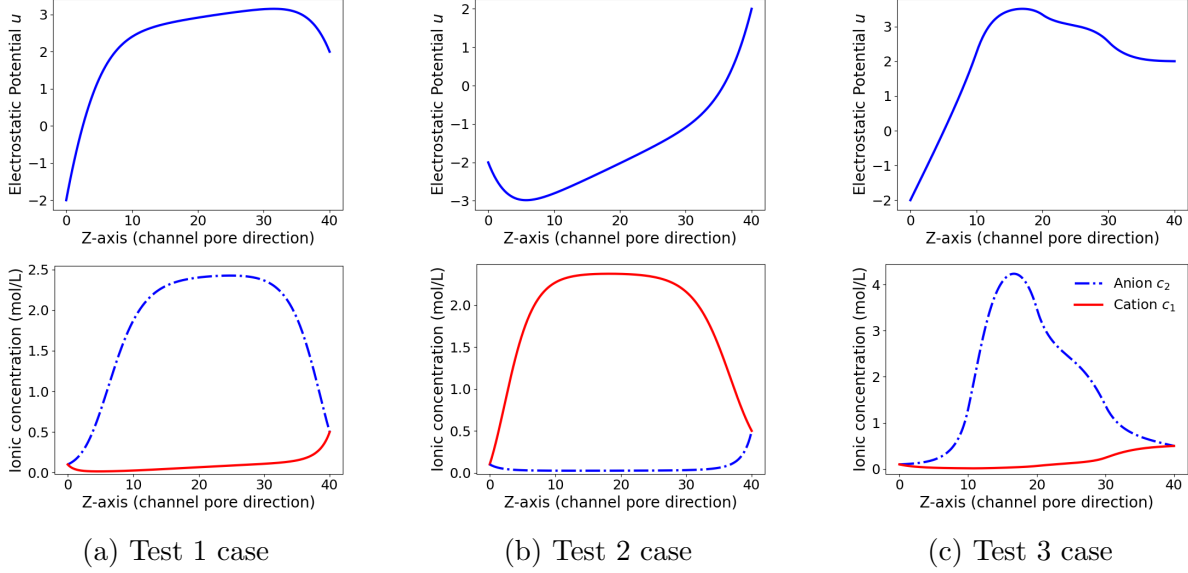 Electrostatic Potential u
3
2
1
0
−1
−2
0 10 20 30 40
Z-axis (channel pore direction)
Electrostatic Potential u
2
1
0
−1
−2
−3
0 10 20 30 40
Z-axis (channel pore direction)
Electrostatic Potential u
3
2
1
0
−1
−2
0 10 20 30 40
Z-axis (channel pore direction)
Ionic concentration (mol/L)
2.5
2.0
1.5
1.0
0.5
0.0
0 10 20 30 40
Z-axis (channel pore direction)
Ionic concentration (mol/L)
2.0
1.5
1.0
0.5
0.0
0 10 20 30 40
Z-axis (channel pore direction)
Ionic concentration (mol/L)
4
3
2
1
0
Anion c₂
Cation c₁
0 10 20 30 40
Z-axis (channel pore direction)
(a) Test 1 case
(b) Test 2 case
(c) Test 3 case